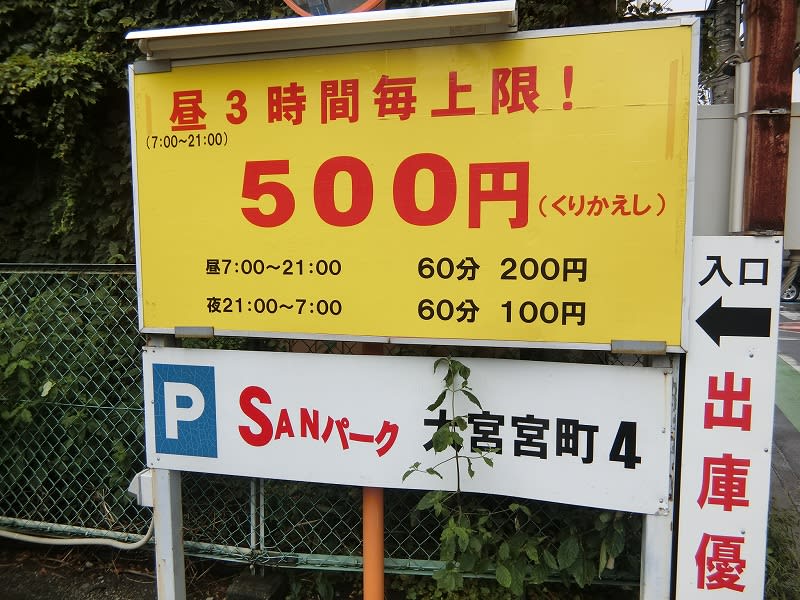 昼3時間毎上限!
(7:00～21:00)
500円(くりかえし)
昼7:00～21:00 60分 200円
夜21:00～7:00 60分 100円
P SANパーク 大宮宮町4
入口
出庫優